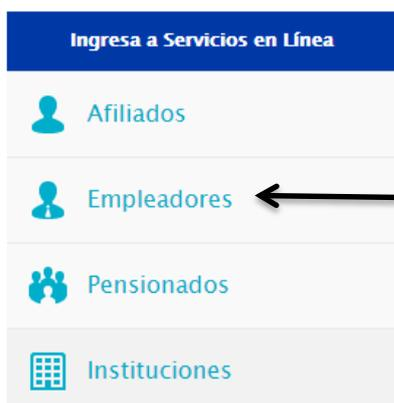 Ingresa a Servicios en Línea
Afiliados
Empleadores
Pensionados
Instituciones